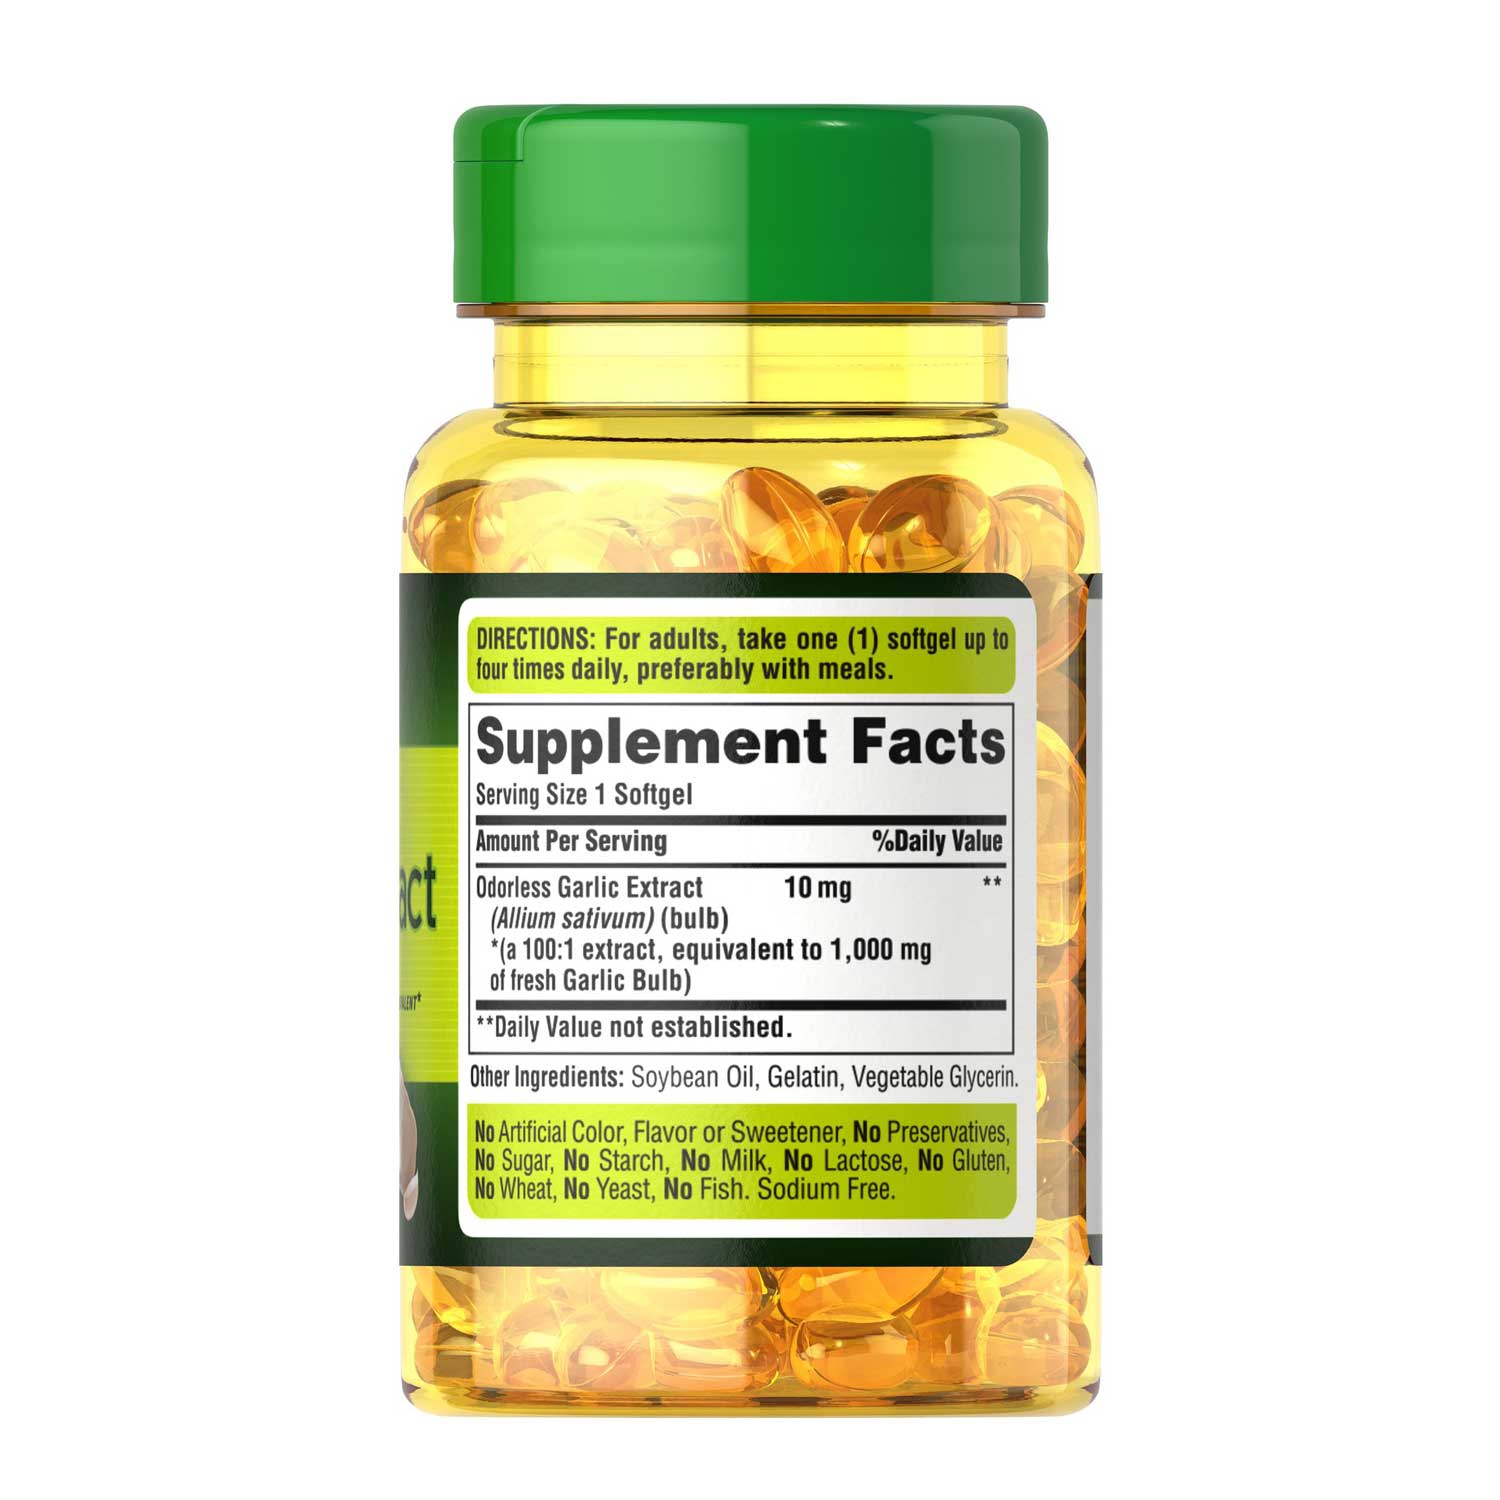 DIRECTIONS: For adults, take one (1) softgel up to
four times daily, preferably with meals.
Supplement Facts
Serving Size 1 Softgel
Amount Per Serving %Daily Value
Odorless Garlic Extract 10 mg **
(Allium sativum) (bulb)
*(a 100:1 extract, equivalent to 1,000 mg
of fresh Garlic Bulb)
**Daily Value not established.
Other Ingredients: Soybean Oil, Gelatin, Vegetable Glycerin.
No Artificial Color, Flavor or Sweetener, No Preservatives,
No Sugar, No Starch, No Milk, No Lactose, No Gluten,
No Wheat, No Yeast, No Fish. Sodium Free.